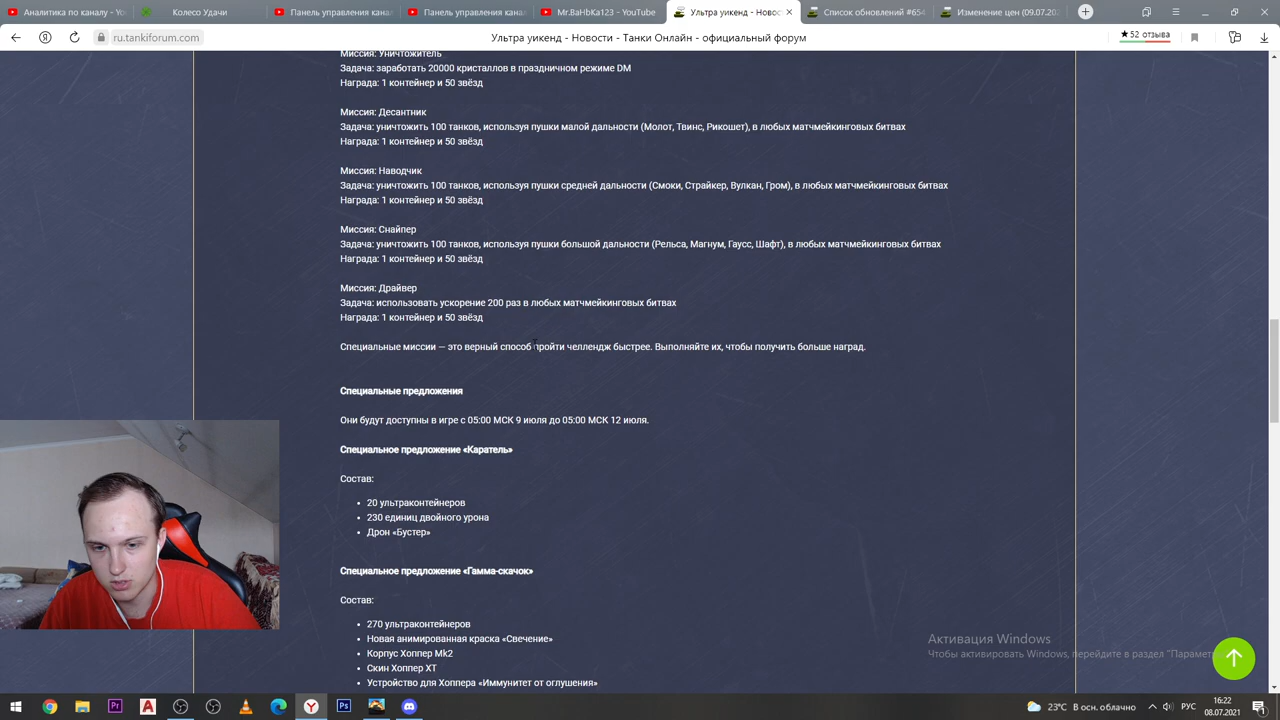 Аналитика по каналу - Yo
Колесо Удачи
Панель управления кана
Панель управления кана
Mr.BaHbKa123 - YouTube
Ультра уикенд - Новос
Список обновлений #654
Изменение цен (09.07.202
ru.tankiforum.com
Ультра уикенд - Новости - Танки Онлайн - официальный форум
★52 отзыва
Миссия: Уничтожитель
Задача: заработать 20000 кристаллов в праздничном режиме DM
Награда: 1 контейнер и 50 звёзд
Миссия: Десантник
Задача: уничтожить 100 танков, используя пушки малой дальности (Молот, Твинс, Рикошет), в любых матчмейкинговых битвах
Награда: 1 контейнер и 50 звёзд
Миссия: Наводчик
Задача: уничтожить 100 танков, используя пушки средней дальности (Смоки, Страйкер, Вулкан, Гром), в любых матчмейкинговых битвах
Награда: 1 контейнер и 50 звёзд
Миссия: Снайпер
Задача: уничтожить 100 танков, используя пушки большой дальности (Рельса, Магнум, Гаусс, Шафт), в любых матчмейкинговых битвах
Награда: 1 контейнер и 50 звёзд
Миссия: Драйвер
Задача: использовать ускорение 200 раз в любых матчмейкинговых битвах
Награда: 1 контейнер и 50 звёзд
Специальные миссии — это верный способ пройти челлендж быстрее. Выполняйте их, чтобы получить больше наград.
Специальные предложения
Они будут доступны в игре с 05:00 МСК 9 июля до 05:00 МСК 12 июля.
Специальное предложение «Каратель»
Состав:
• 20 ультраконтейнеров
• 230 единиц двойного урона
• Дрон «Бустер»
Специальное предложение «Гамма-скачок»
Состав:
• 270 ультраконтейнеров
• Новая анимированная краска «Свечение»
• Корпус Хоппер Mk2
• Скин Хоппер XT
• Устройство для Хоппера «Иммунитет от оглушения»
Активация Windows
Чтобы активировать Windows, перейдите в раздел "Парамет
23°C В осн. облачно
РУС
16:22
08.07.2021